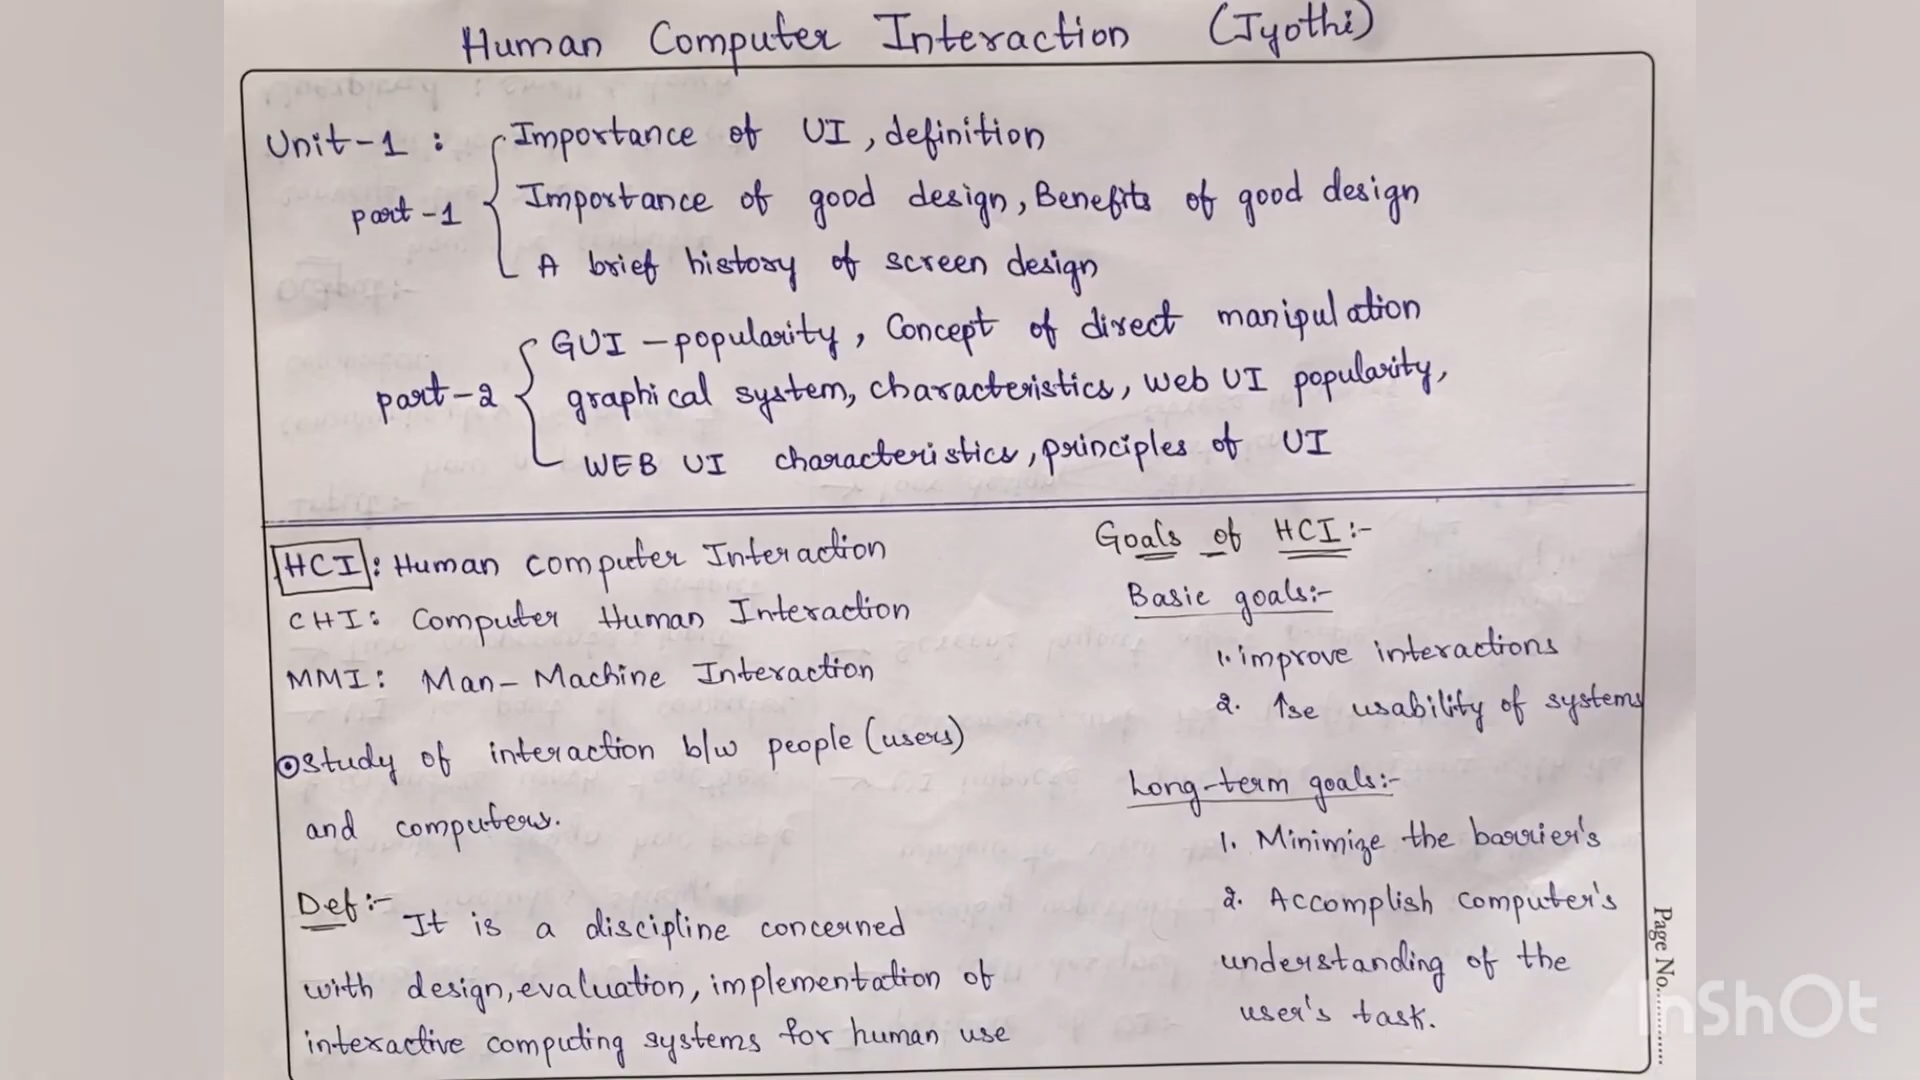 Human Computer Interaction (Jyothi)
Unit-1 : Importance of UI, definition
part-1 Importance of good design, Benefits of good design
A brief history of screen design
GUI - popularity, Concept of direct manipulation
part-2 graphical system, characteristics, Web UI popularity,
WEB UI characteristics, principles of UI
HCI : Human computer Interaction
CHI: Computer Human Interaction
MMI: Man-Machine Interaction
Study of interaction b/w people (users)
and computers.
Def:-
It is a discipline concerned
with design, evaluation, implementation of
interactive computing systems for human use
Goals of HCI :-
Basic goals:-
1. improve interactions
2. ↑se usability of systems
Long-term goals:-
1. Minimize the barrier's
2. Accomplish computer's
understanding of the
user's task.
Page No............
InShOt